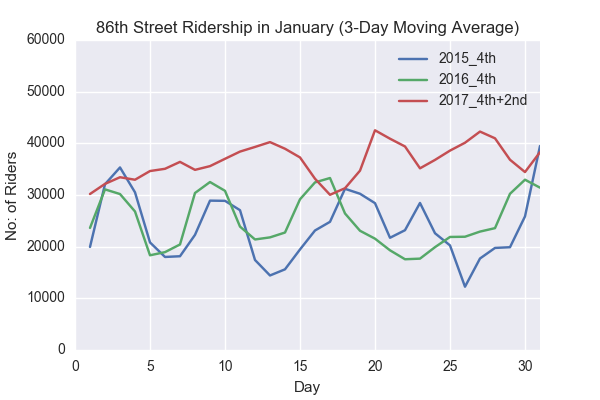 86th Street Ridership in January (3-Day Moving Average)
60000
50000
40000
30000
20000
10000
0
No. of Riders
2015_4th
2016_4th
2017_4th+2nd
0 5 10 15 20 25 30
Day